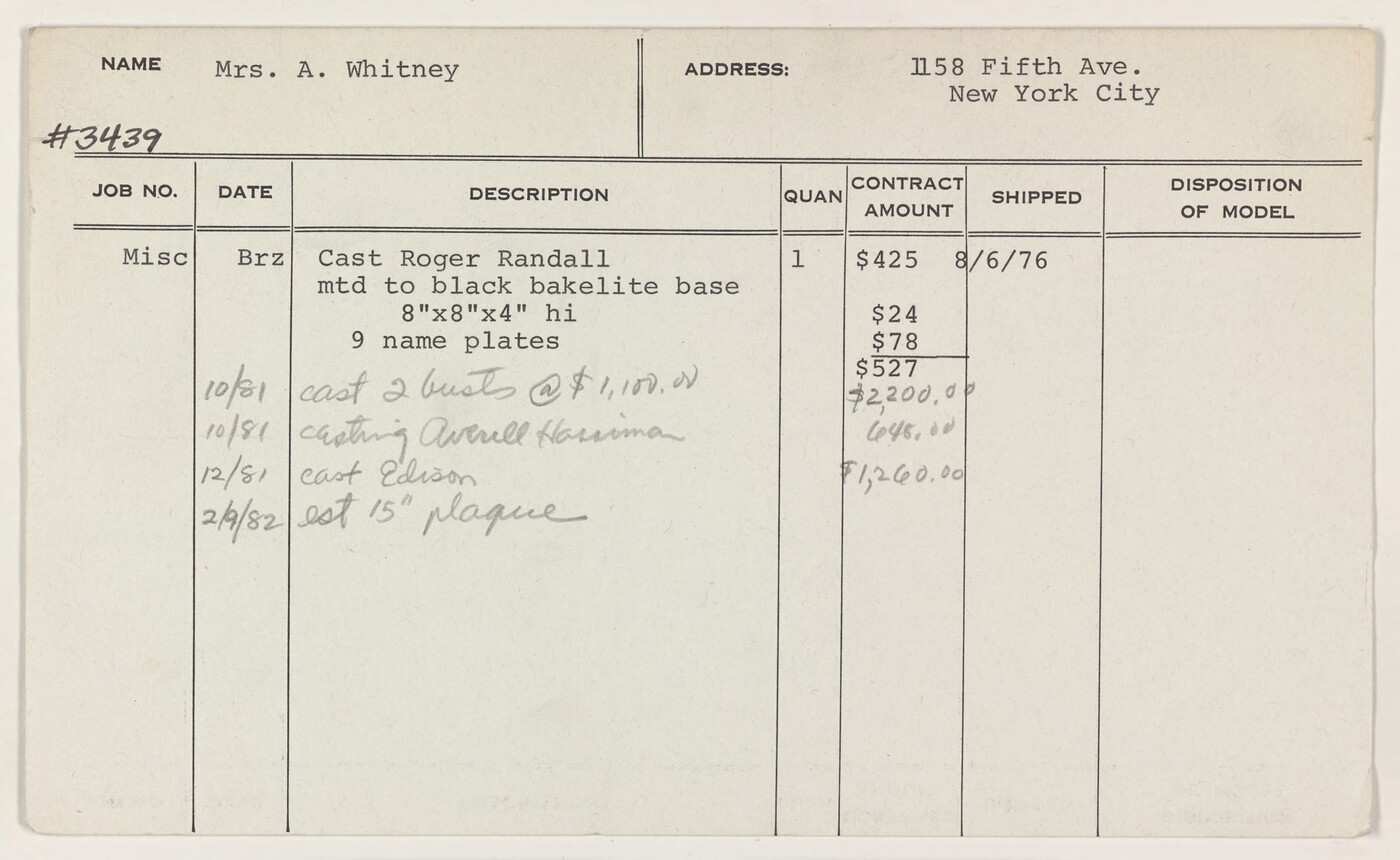 NAME Mrs. A. Whitney ADDRESS: 1158 Fifth Ave.
New York City
#3439
JOB NO. DATE DESCRIPTION QUAN CONTRACT AMOUNT SHIPPED DISPOSITION OF MODEL
Misc Brz Cast Roger Randall 1 $425 8/6/76
mtd to black bakelite base
8"x8"x4" hi $24
9 name plates $78
$527
10/81 cast 2 busts @ $1,100.00 $2,200.00
10/81 casting Averell Harriman 648.00
12/81 cast Edison $1,260.00
2/9/82 est 15" plaque